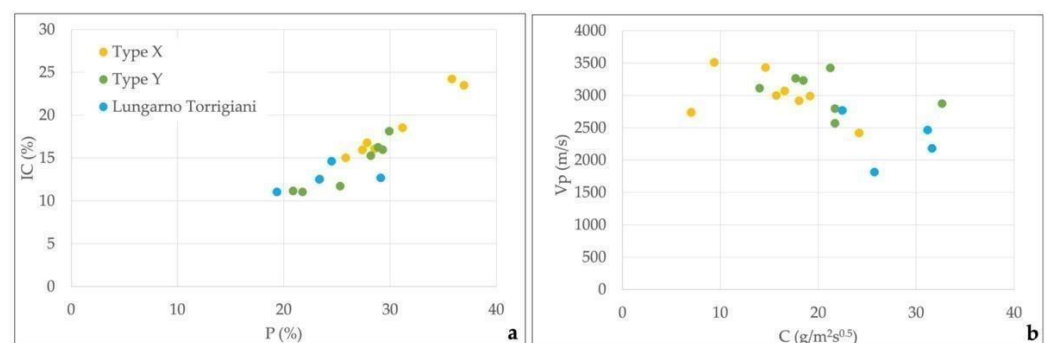 30
25
20
15
10
5
0
IC (%)
Type X
Type Y
Lungarno Torrigiani
0 10 20 30 40
P (%)
a
4000
3500
3000
2500
2000
1500
1000
500
0
Vp (m/s)
0 10 20 30 40
C (g/m²s⁰·⁵)
b